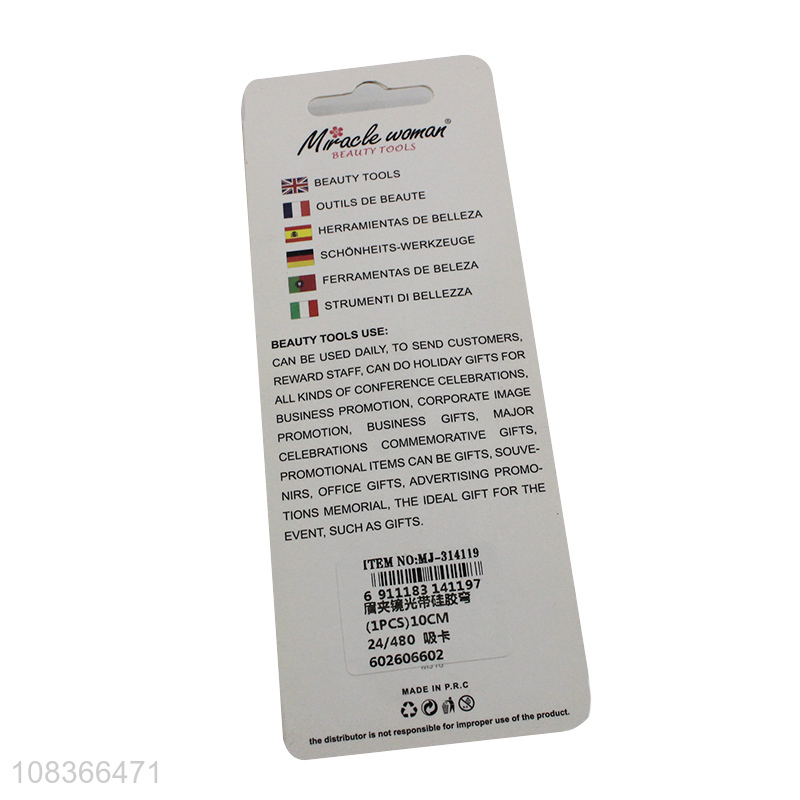 Miracle woman®
BEAUTY TOOLS
BEAUTY TOOLS
OUTILS DE BEAUTE
HERRAMIENTAS DE BELLEZA
SCHÖNHEITS-WERKZEUGE
FERRAMENTAS DE BELEZA
STRUMENTI DI BELLEZZA
BEAUTY TOOLS USE:
CAN BE USED DAILY, TO SEND CUSTOMERS,
REWARD STAFF, CAN DO HOLIDAY GIFTS FOR
ALL KINDS OF CONFERENCE CELEBRATIONS,
BUSINESS PROMOTION, CORPORATE IMAGE
PROMOTION, BUSINESS GIFTS, MAJOR
CELEBRATIONS COMMEMORATIVE GIFTS,
PROMOTIONAL ITEMS CAN BE GIFTS, SOUVE-
NIRS, OFFICE GIFTS, ADVERTISING PROMO-
TIONS MEMORIAL, THE IDEAL GIFT FOR THE
EVENT, SUCH AS GIFTS.
ITEM NO:MJ-314119
6 911183 141197
眉夹镜光带硅胶弯
(1PCS)10CM
24/480 吸卡
602606602
MADE IN P.R.C
the distributor is not responsible for improper use of the product.
108366471